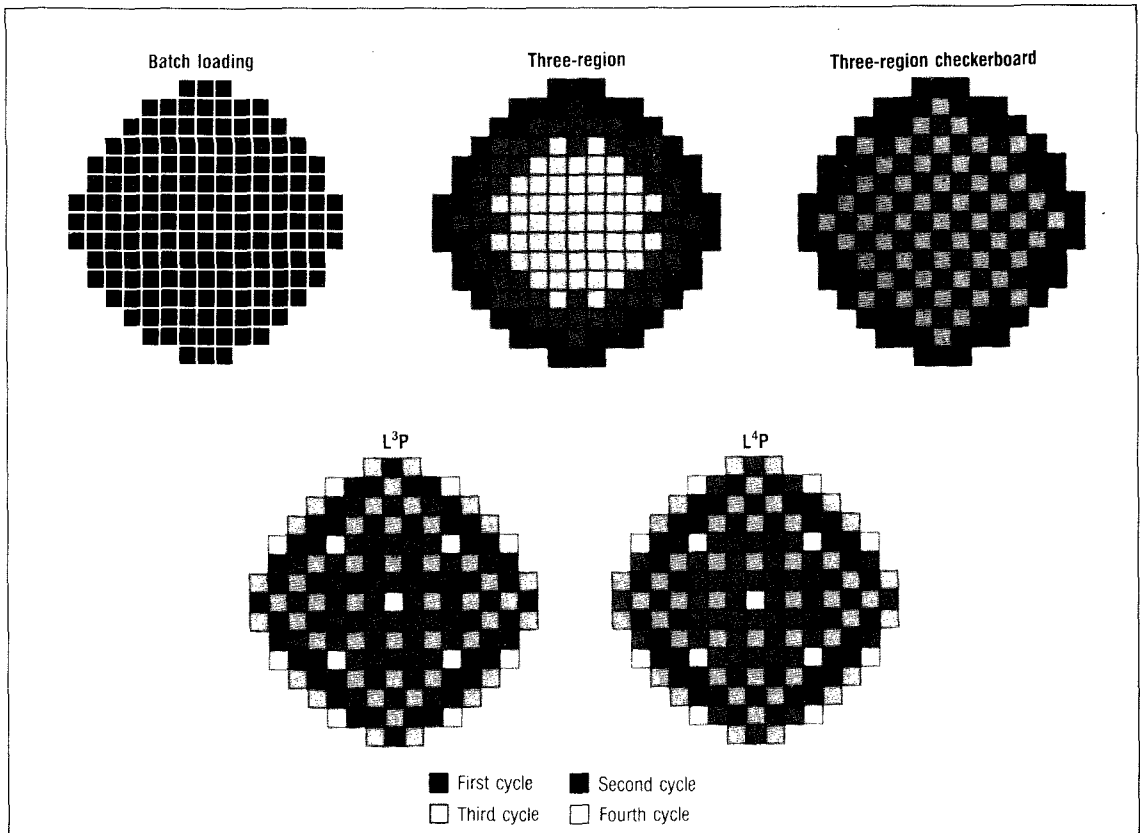 Batch loading
Three-region
Three-region checkerboard
L³P
L⁴P
First cycle
Second cycle
Third cycle
Fourth cycle